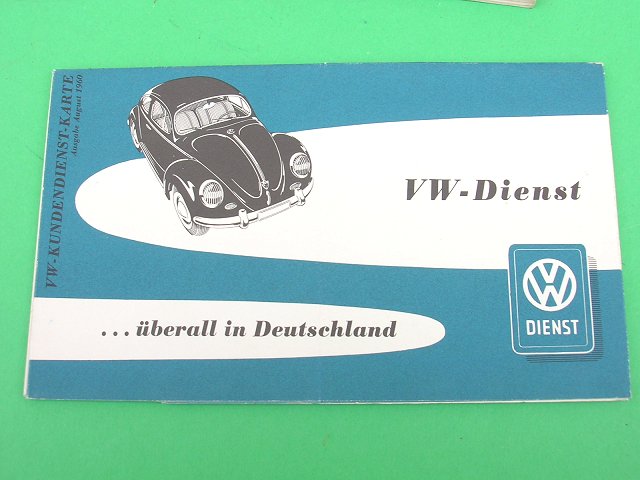 VW-KUNDENDIENST-KARTE
Ausgabe August 1960
VW-Dienst
VW
DIENST
...überall in Deutschland